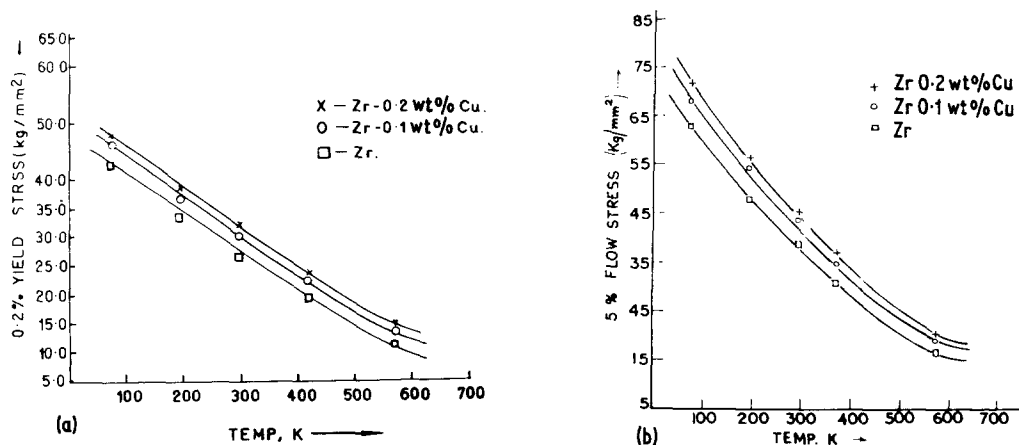 65·0
60·0
50·0
45·0
40·0
35·0
30·0
25·0
20·0
15·0
10·0
5·0
0·2% YIELD STRSS(kg/mm²) →
x – Zr-0·2 wt% Cu.
O – Zr-0·1 wt% Cu.
□ – Zr.
100 200 300 400 500 600 700
(a)
TEMP, K →
85
75
65
55
45
35
25
15
5 % FLOW STRESS (Kg/mm²) →
+ Zr 0·2 wt% Cu
o Zr 0·1 wt% Cu
□ Zr
100 200 300 400 500 600 700
(b)
TEMP. K →